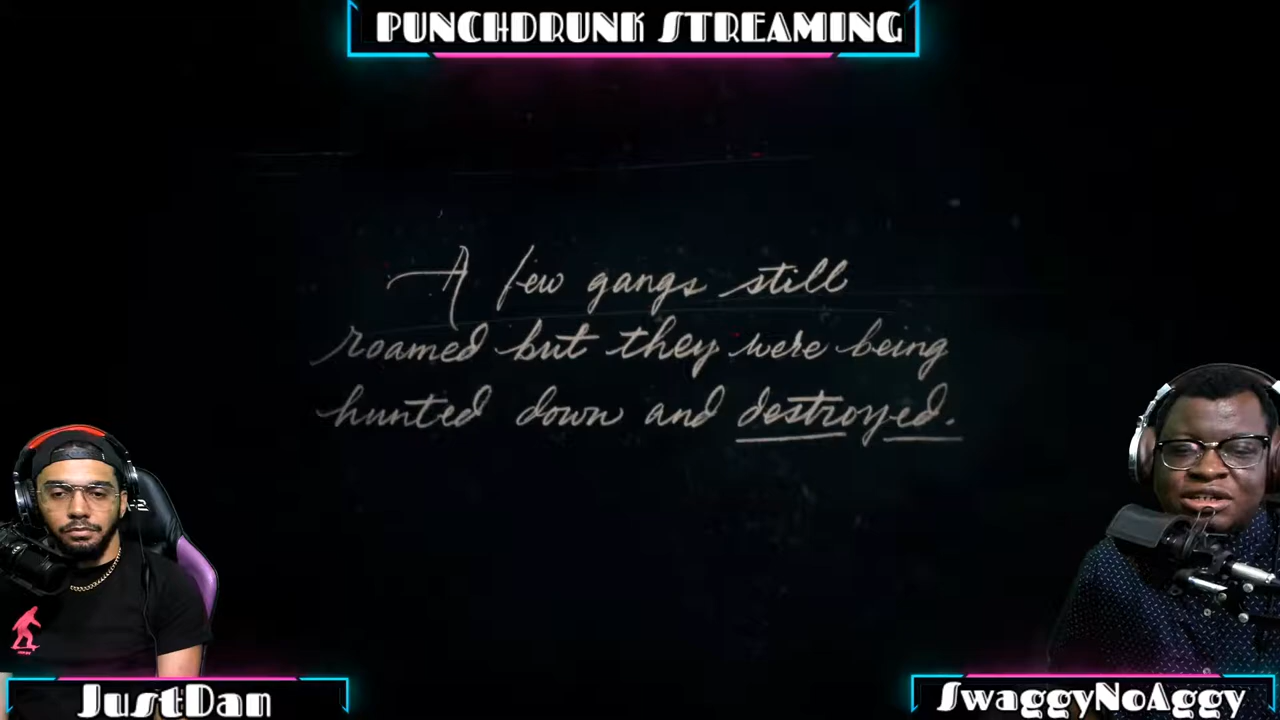 PUNCHDRUNK STREAMING
A few gangs still
roamed but they were being
hunted down and destroyed.
JustDan
SwaggyNoAggy